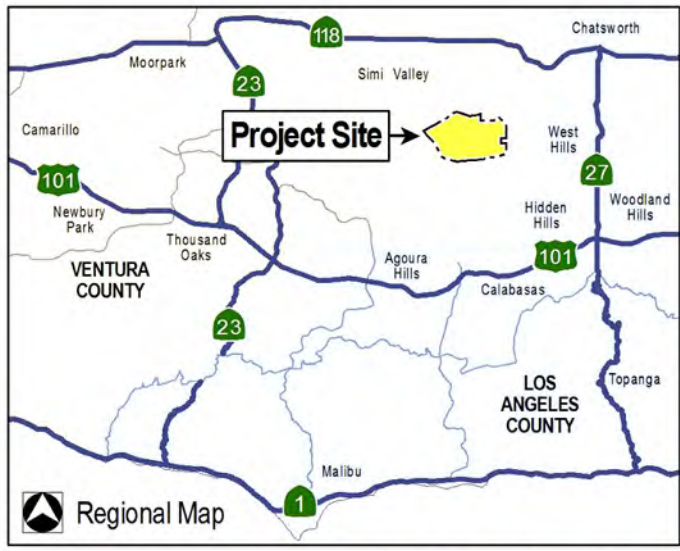 118
Chatsworth
Moorpark
23
Simi Valley
Camarillo
Project Site
West
Hills
101
27
Newbury
Park
Hidden
Hills
Woodland
Hills
Thousand
Oaks
VENTURA
COUNTY
Agoura
Hills
101
Calabasas
23
LOS
ANGELES
COUNTY
Topanga
Malibu
1
Regional Map